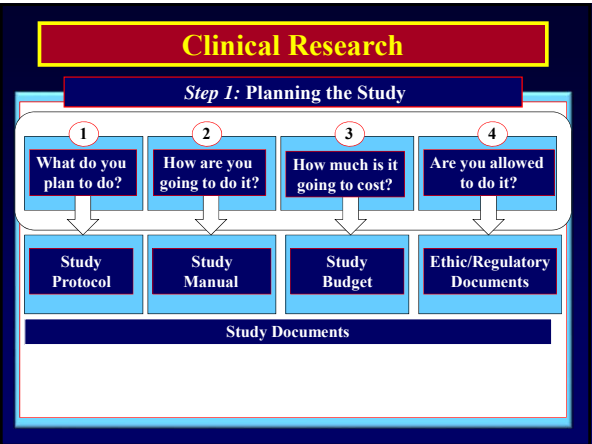 Clinical Research
Step 1: Planning the Study
1
2
3
4
What do you
plan to do?
How are you
going to do it?
How much is it
going to cost?
Are you allowed
to do it?
Study
Protocol
Study
Manual
Study
Budget
Ethic/Regulatory
Documents
Study Documents